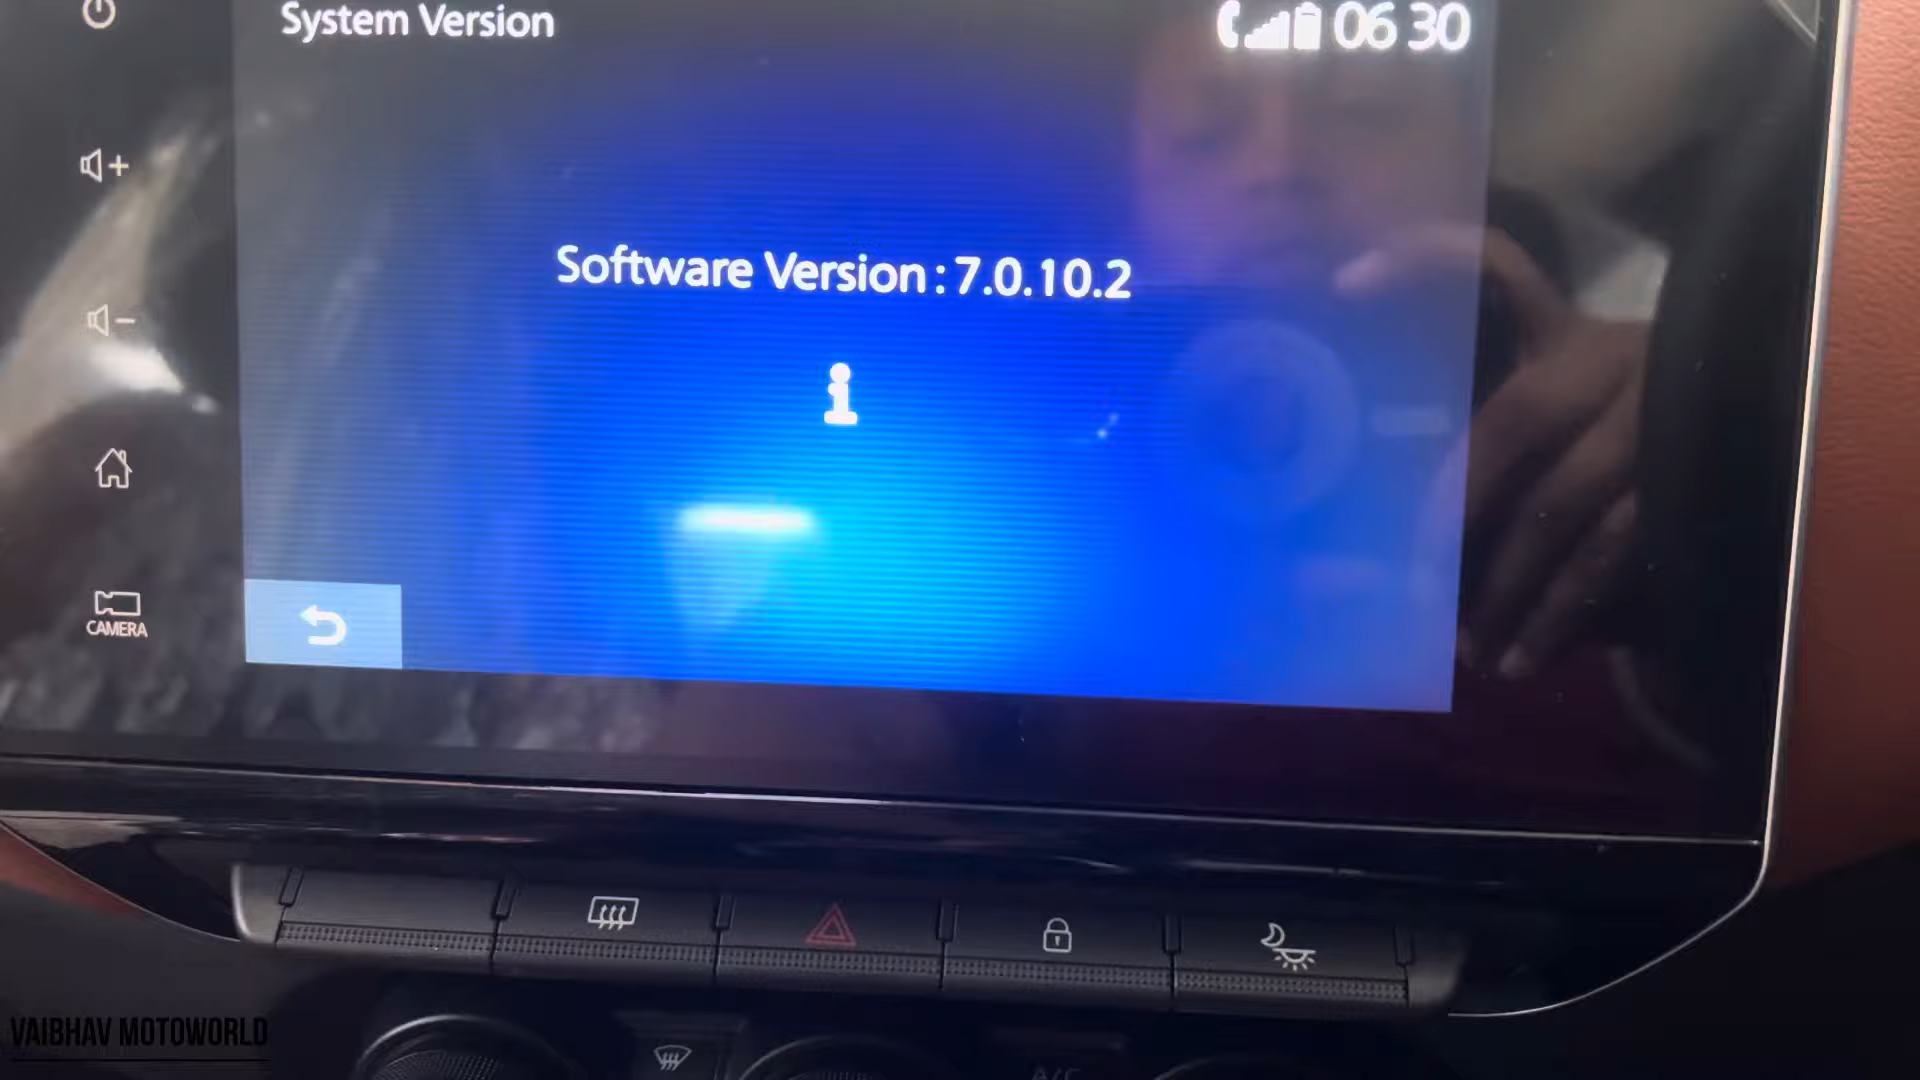 System Version
06 30
Software Version : 7.0.10.2
CAMERA
VAIBHAV MOTOWORLD
A/C